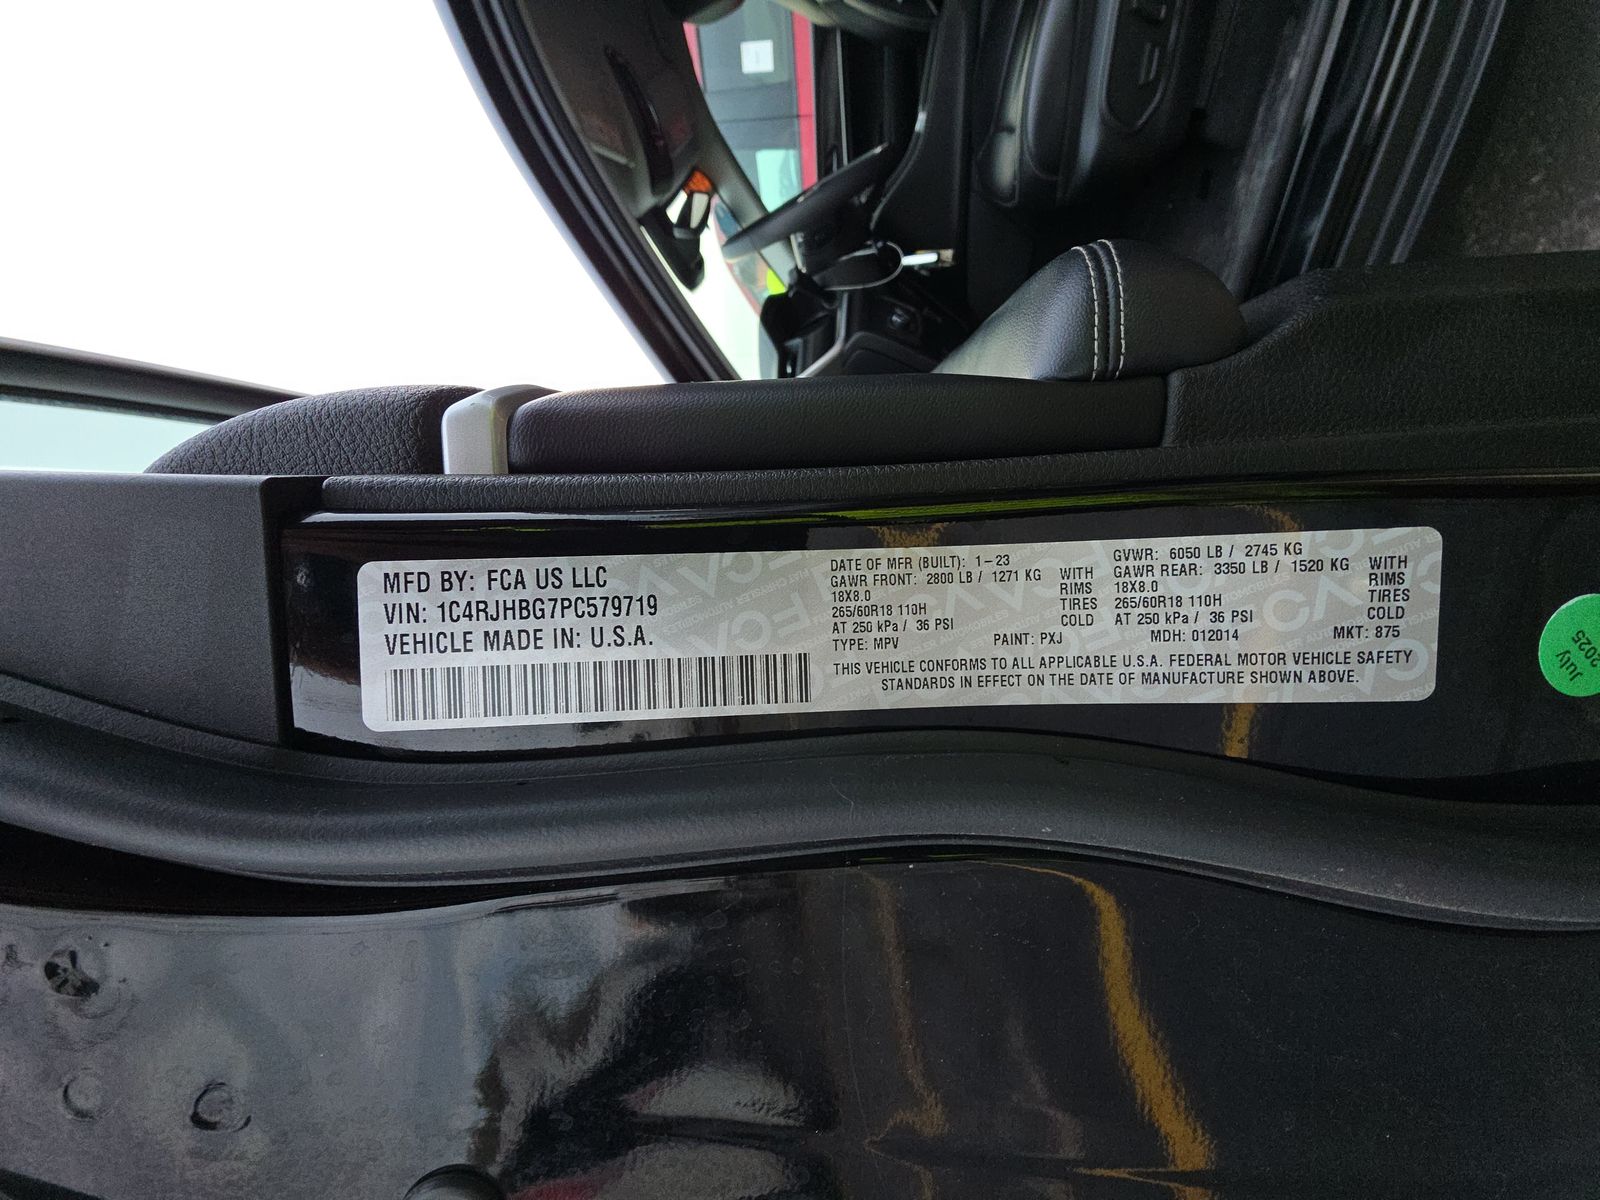 MFD BY: FCA US LLC
VIN: 1C4RJHBG7PC579719
VEHICLE MADE IN: U.S.A.
DATE OF MFR (BUILT): 1-23
GAWR FRONT: 2800 LB / 1271 KG WITH
18X8.0 RIMS
265/60R18 110H TIRES
AT 250 kPa / 36 PSI COLD
TYPE: MPV
GVWR: 6050 LB / 2745 KG
GAWR REAR: 3350 LB / 1520 KG WITH
18X8.0 RIMS
265/60R18 110H TIRES
AT 250 kPa / 36 PSI COLD
PAINT: PXJ MDH: 012014 MKT: 875
THIS VEHICLE CONFORMS TO ALL APPLICABLE U.S.A. FEDERAL MOTOR VEHICLE SAFETY
STANDARDS IN EFFECT ON THE DATE OF MANUFACTURE SHOWN ABOVE.
July
2025